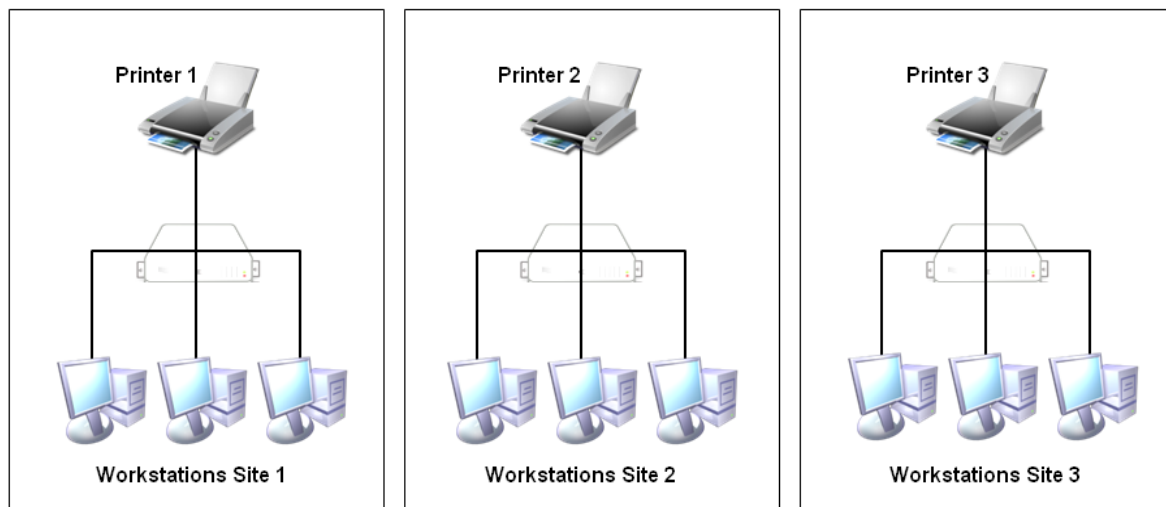 Printer 1
Printer 2
Printer 3
Workstations Site 1
Workstations Site 2
Workstations Site 3